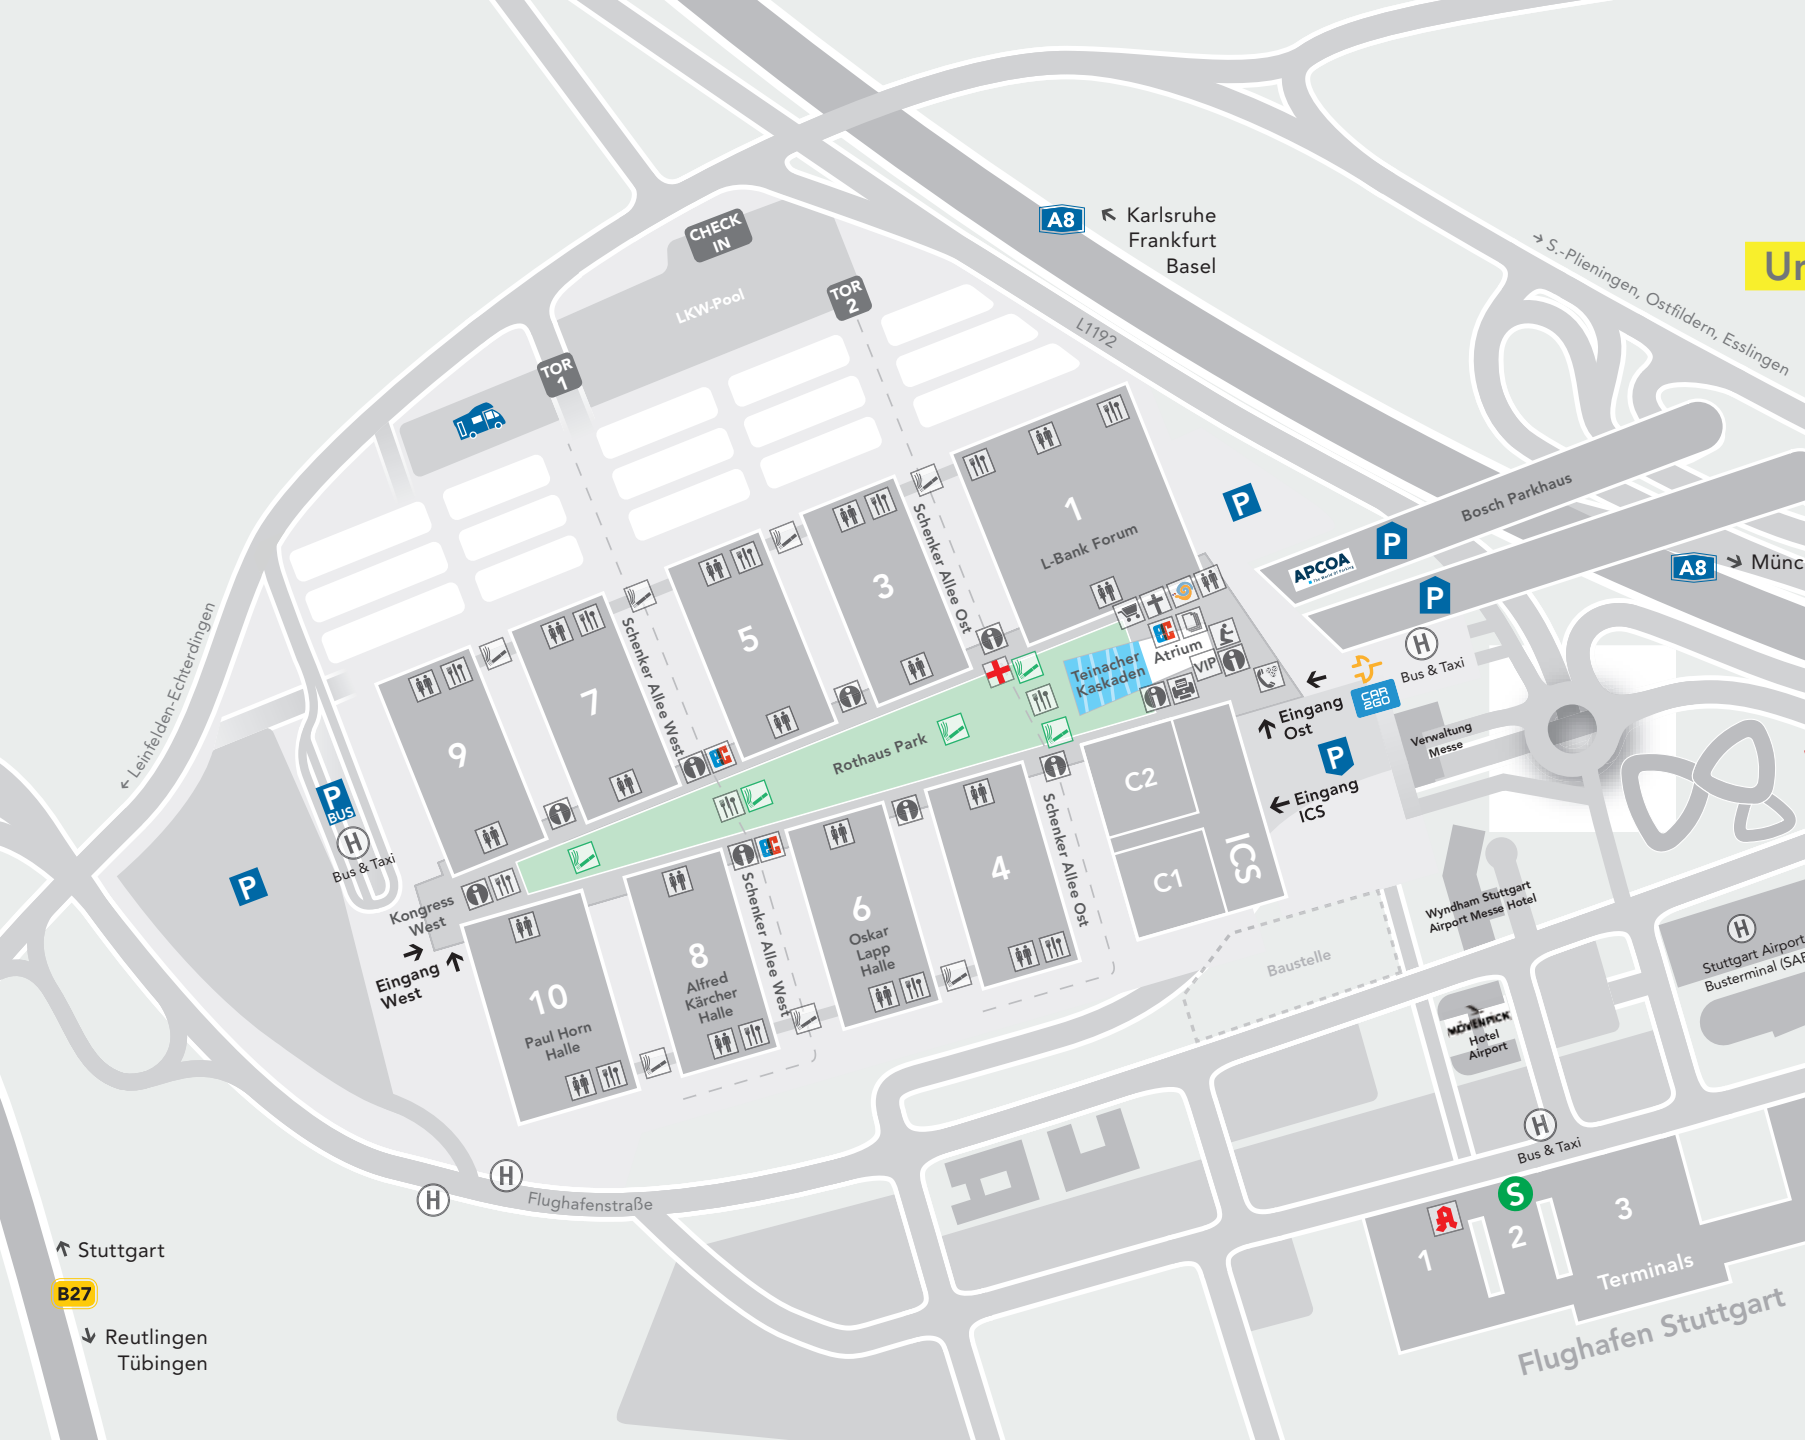 CHECK
IN
LKW-Pool
TOR
2
TOR
1
A8
Karlsruhe
Frankfurt
Basel
L1192
→ S.-Plieningen, Ostfildern, Esslingen
Ur
Bosch Parkhaus
APCOA
P
P
P
A8
Münc
← Leinfelden-Echterdingen
1
L-Bank Forum
3
5
7
9
Schenker Allee Ost
Schenker Allee West
Teinacher
Kaskaden
Atrium
VIP
Rothaus Park
H
Bus & Taxi
CAR
2GO
Eingang
Ost
P
Eingang
ICS
Verwaltung
Messe
P
BUS
H
Bus & Taxi
P
Kongress
West
Eingang
West
10
Paul Horn
Halle
8
Alfred
Kärcher
Halle
Schenker Allee West
6
Oskar
Lapp
Halle
4
Schenker Allee Ost
C2
C1
ICS
Baustelle
Wyndham Stuttgart
Airport Messe Hotel
H
Stuttgart Airport
Busterminal (SAB
MÖVENPICK
Hotel
Airport
H
Bus & Taxi
S
1
2
3
Terminals
Flughafen Stuttgart
H
H
Flughafenstraße
Stuttgart
B27
Reutlingen
Tübingen